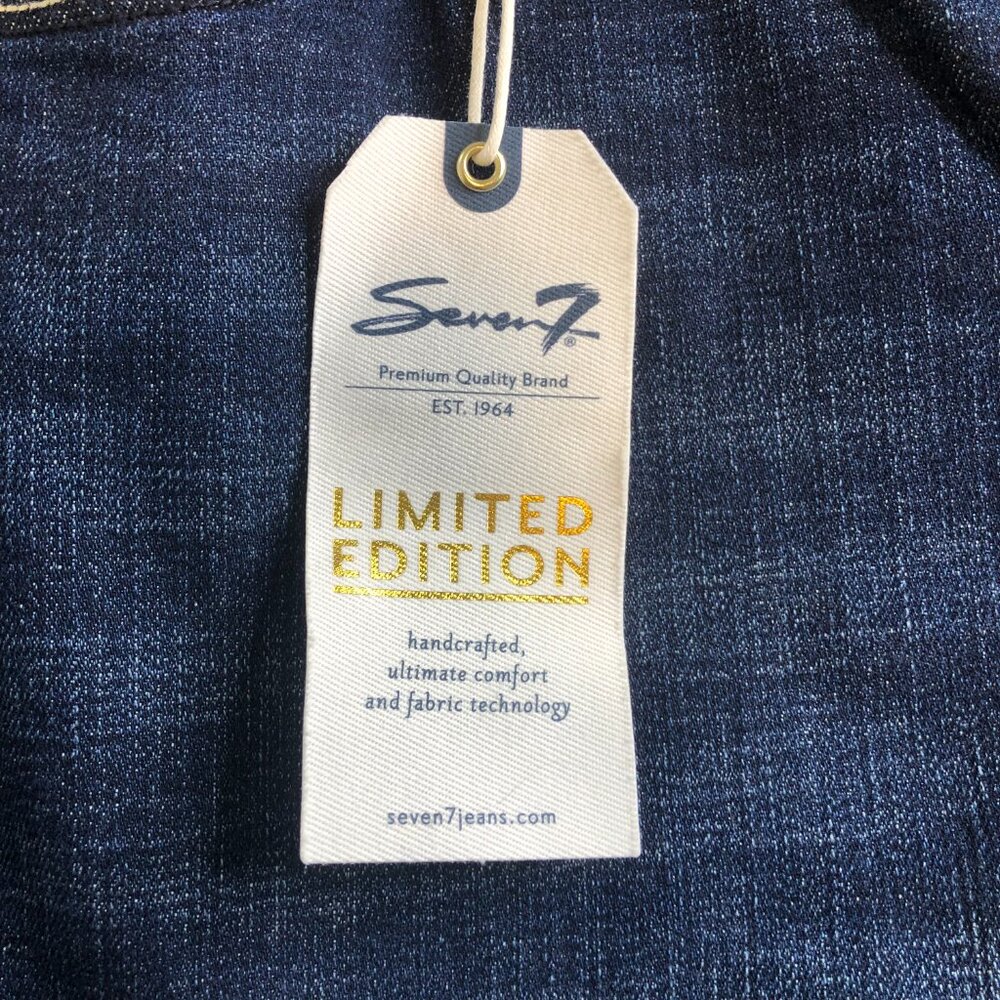 Seven7®
Premium Quality Brand
EST. 1964
LIMITED
EDITION
handcrafted,
ultimate comfort
and fabric technology
seven7jeans.com